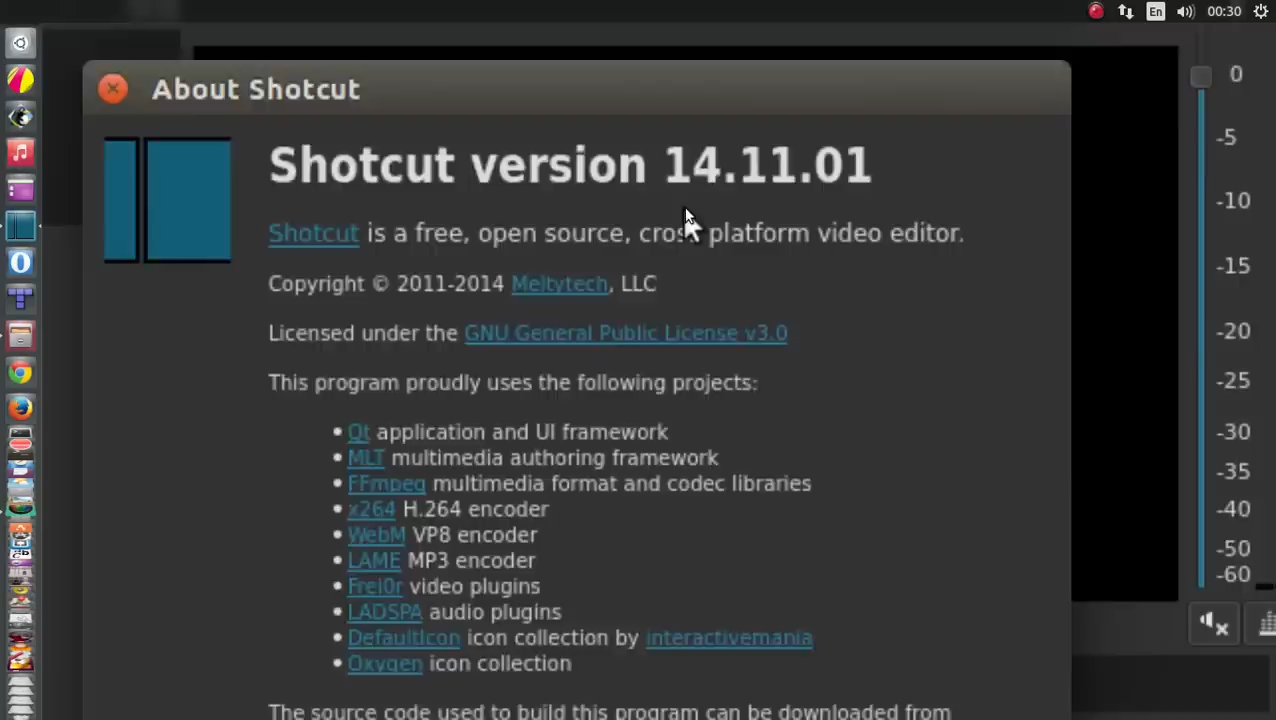 En
00:30
About Shotcut
Shotcut version 14.11.01
Shotcut is a free, open source, cross platform video editor.
Copyright © 2011-2014 Meltytech, LLC
Licensed under the GNU General Public License v3.0
This program proudly uses the following projects:
• Qt application and UI framework
• MLT multimedia authoring framework
• FFmpeg multimedia format and codec libraries
• x264 H.264 encoder
• WebM VP8 encoder
• LAME MP3 encoder
• Frei0r video plugins
• LADSPA audio plugins
• DefaultIcon icon collection by interactivemania
• Oxygen icon collection
The source code used to build this program can be downloaded from
0
-5
-10
-15
-20
-25
-30
-35
-40
-50
-60